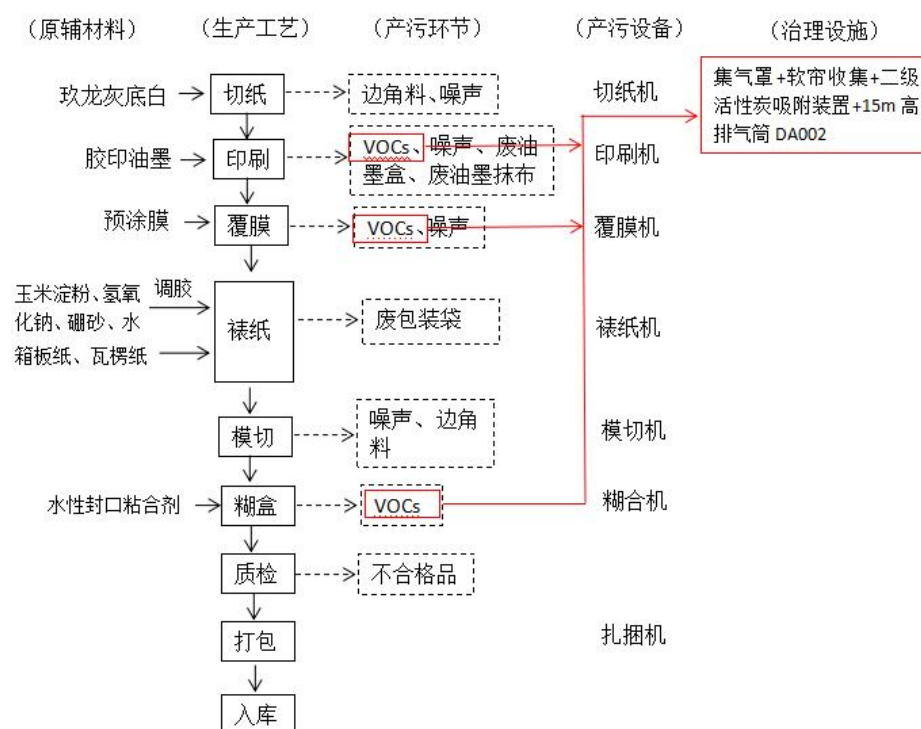 （原辅材料） （生产工艺） （产污环节） （产污设备） （治理设施）
集气罩+软帘收集+二级
活性炭吸附装置+15m 高
排气筒 DA002
玖龙灰底白 切纸 边角料、噪声 切纸机
胶印油墨 印刷 VOCs、噪声、废油
墨盒、废油墨抹布 印刷机
预涂膜 覆膜 VOCs、噪声 覆膜机
玉米淀粉、氢氧
化钠、硼砂、水
调胶
箱板纸、瓦楞纸
裱纸 废包装袋 裱纸机
模切 噪声、边角
料 模切机
水性封口粘合剂 糊盒 VOCs 糊合机
质检 不合格品
打包 扎捆机
入库